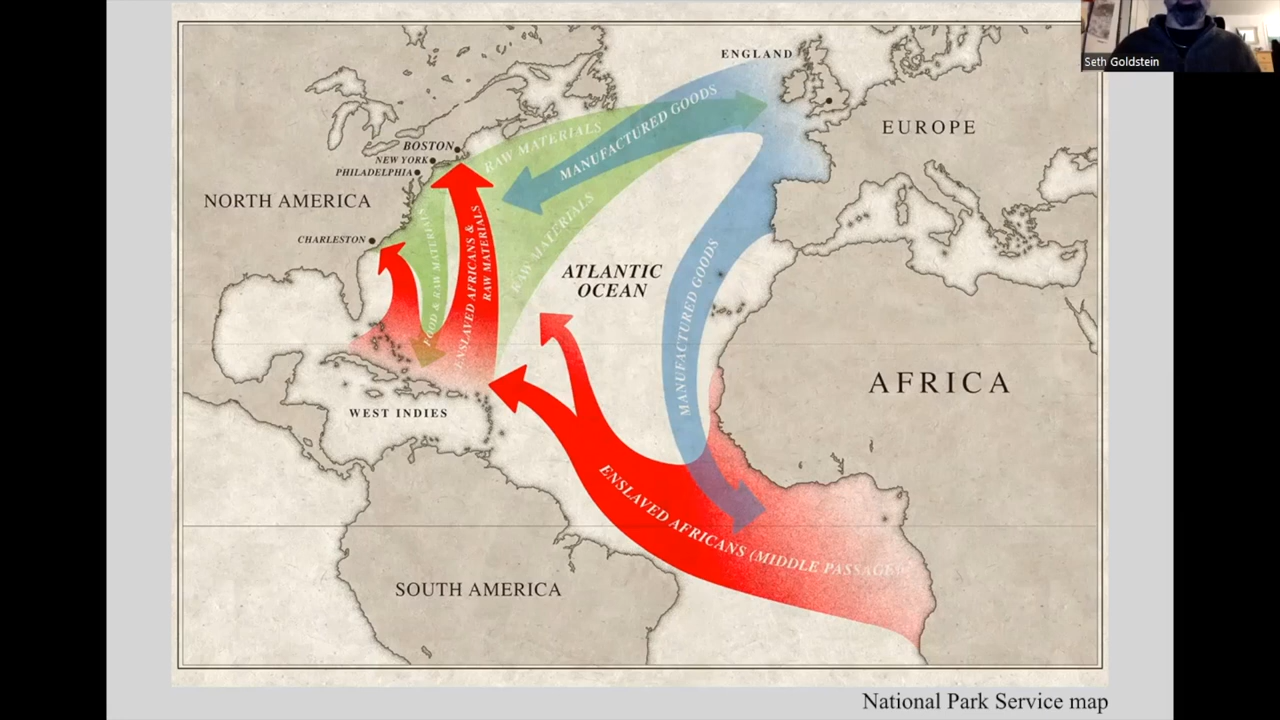 Seth Goldstein
ENGLAND
EUROPE
MANUFACTURED GOODS
RAW MATERIALS
BOSTON
NEW YORK
PHILADELPHIA
NORTH AMERICA
CHARLESTON
FOOD & RAW MATERIALS
ENSLAVED AFRICANS &
RAW MATERIALS
RAW MATERIALS
ATLANTIC
OCEAN
MANUFACTURED GOODS
AFRICA
WEST INDIES
ENSLAVED AFRICANS (MIDDLE PASSAGE)
SOUTH AMERICA
National Park Service map